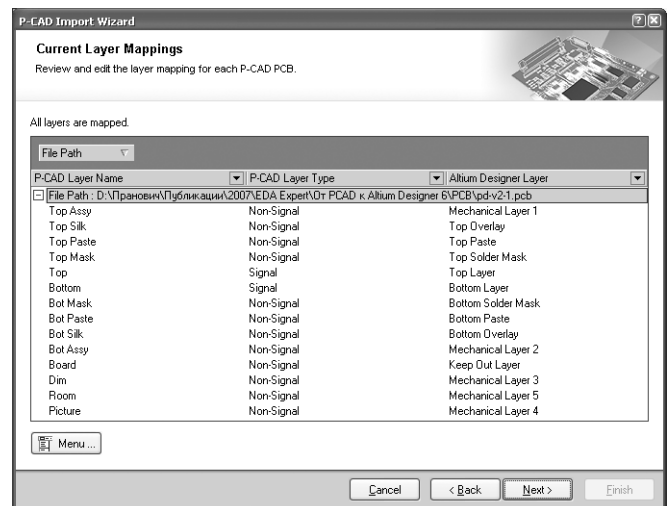 P-CAD Import Wizard
Current Layer Mappings
Review and edit the layer mapping for each P-CAD PCB.
All layers are mapped.
File Path
P-CAD Layer Name P-CAD Layer Type Altium Designer Layer
File Path : D:\Пранович\Публикации\2007\EDA Expert\От PCAD к Altium Designer 6\PCB\pd-v2-1.pcb
Top Assy Non-Signal Mechanical Layer 1
Top Silk Non-Signal Top Overlay
Top Paste Non-Signal Top Paste
Top Mask Non-Signal Top Solder Mask
Top Signal Top Layer
Bottom Signal Bottom Layer
Bot Mask Non-Signal Bottom Solder Mask
Bot Paste Non-Signal Bottom Paste
Bot Silk Non-Signal Bottom Overlay
Bot Assy Non-Signal Mechanical Layer 2
Board Non-Signal Keep Out Layer
Dim Non-Signal Mechanical Layer 3
Room Non-Signal Mechanical Layer 5
Picture Non-Signal Mechanical Layer 4
Menu ...
Cancel < Back Next > Finish